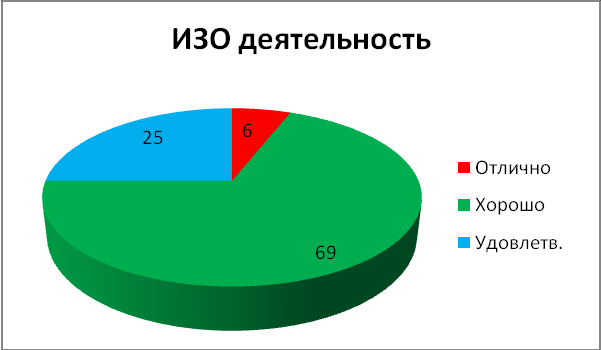 ИЗО деятельность
25
6
69
Отлично
Хорошо
Удовлетв.